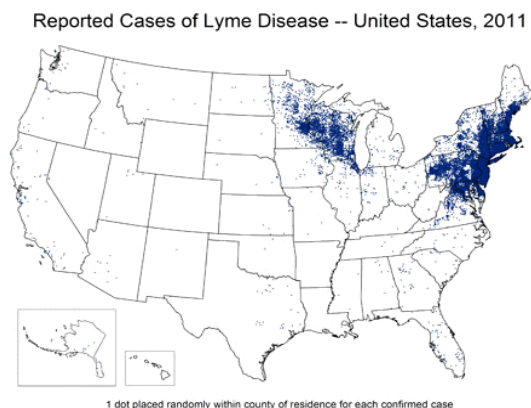 Reported Cases of Lyme Disease -- United States, 2011
1 dot placed randomly within county of residence for each confirmed case